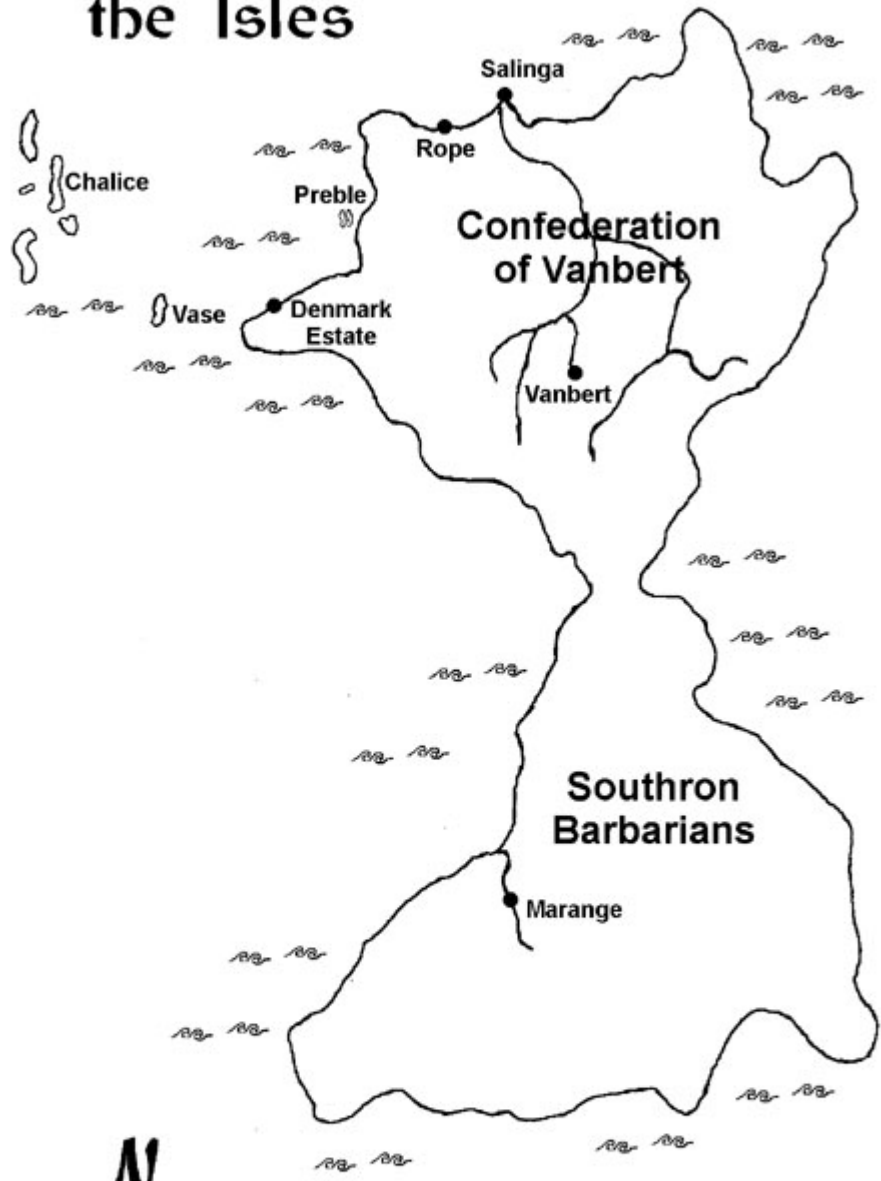 the Isles
Salinga
Rope
Chalice
Preble
Confederation
of Vanbert
Vase
Denmark
Estate
Vanbert
Southron
Barbarians
Marange
N